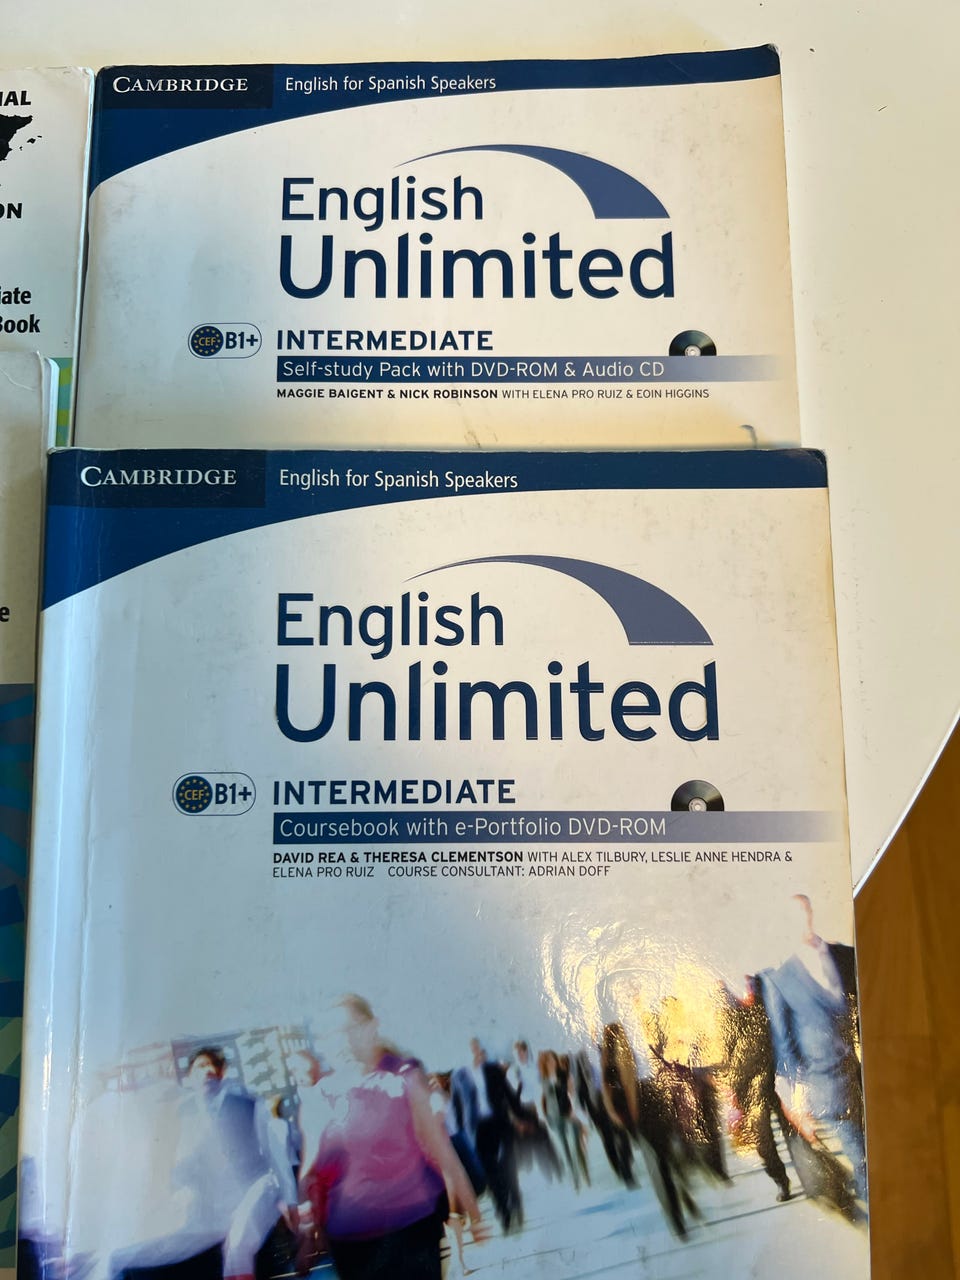 CAMBRIDGE English for Spanish Speakers
English
Unlimited
CEF B1+ INTERMEDIATE
Self-study Pack with DVD-ROM & Audio CD
MAGGIE BAIGENT & NICK ROBINSON WITH ELENA PRO RUIZ & EOIN HIGGINS
CAMBRIDGE English for Spanish Speakers
English
Unlimited
CEF B1+ INTERMEDIATE
Coursebook with e-Portfolio DVD-ROM
DAVID REA & THERESA CLEMENTSON WITH ALEX TILBURY, LESLIE ANNE HENDRA &
ELENA PRO RUIZ COURSE CONSULTANT: ADRIAN DOFF